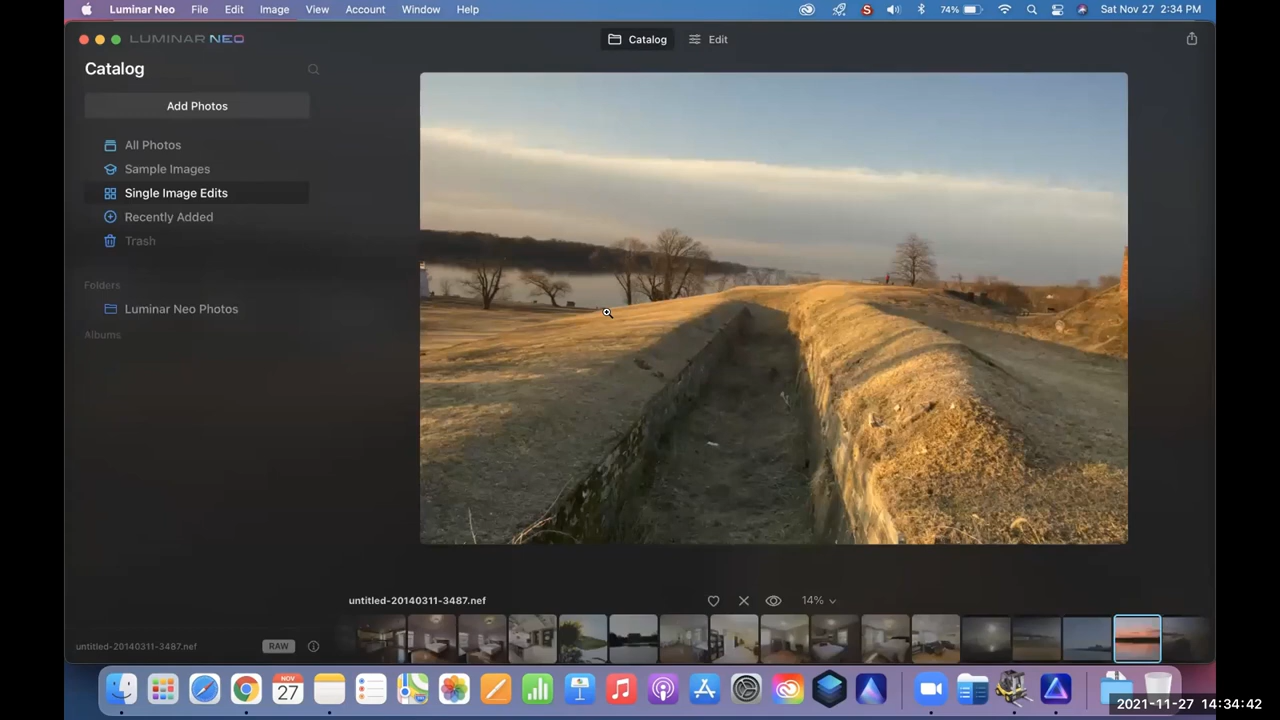 Luminar Neo File Edit Image View Account Window Help 74% Sat Nov 27 2:34 PM
LUMINAR NEO
Catalog Edit
Catalog
Add Photos
All Photos
Sample Images
Single Image Edits
Recently Added
Trash
Folders
Luminar Neo Photos
Albums
untitled-20140311-3487.nef
14%
untitled-20140311-3487.nef RAW
NOV
27
2021-11-27 14:34:42